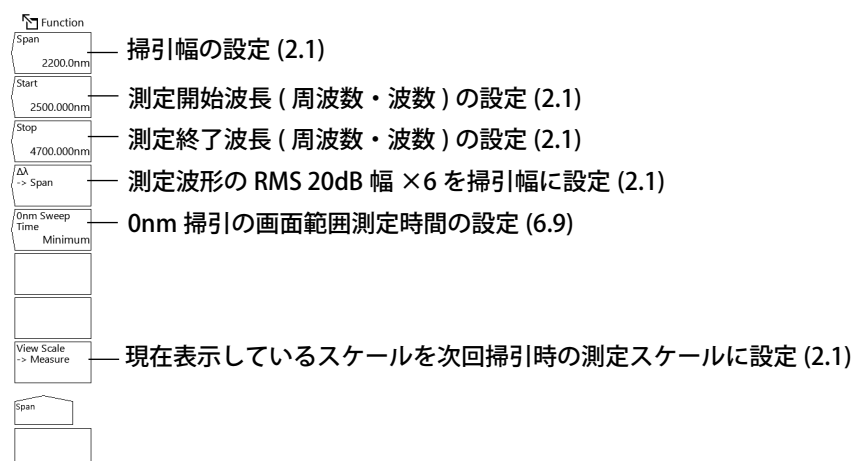 Function
Span
掃引幅の設定 (2.1)
2200.0nm
Start
測定開始波長 ( 周波数・波数 ) の設定 (2.1)
2500.000nm
Stop
測定終了波長 ( 周波数・波数 ) の設定 (2.1)
4700.000nm
Δλ
-> Span
測定波形の RMS 20dB 幅 ×6 を掃引幅に設定 (2.1)
0nm Sweep
Time
0nm 掃引の画面範囲測定時間の設定 (6.9)
Minimum
View Scale
-> Measure
現在表示しているスケールを次回掃引時の測定スケールに設定 (2.1)
Span